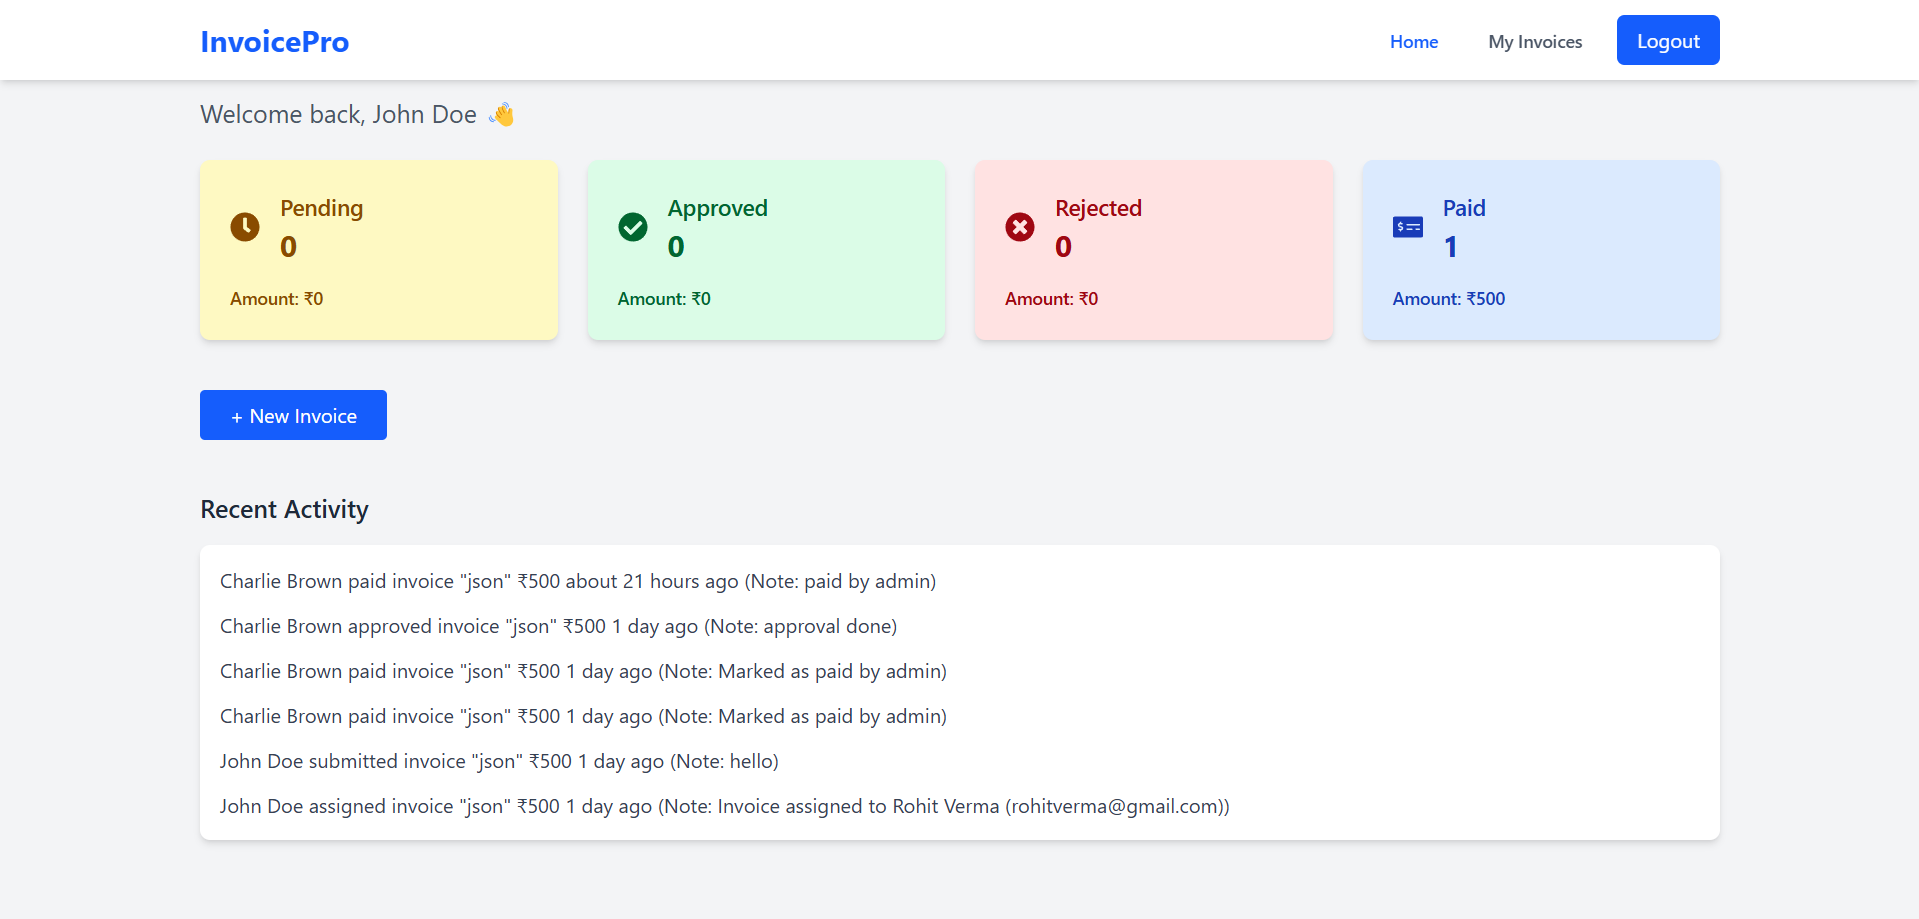 InvoicePro
Home My Invoices Logout
Welcome back, John Doe 👋
Pending
0
Amount: ₹0
Approved
0
Amount: ₹0
Rejected
0
Amount: ₹0
Paid
1
Amount: ₹500
+ New Invoice
Recent Activity
Charlie Brown paid invoice "json" ₹500 about 21 hours ago (Note: paid by admin)
Charlie Brown approved invoice "json" ₹500 1 day ago (Note: approval done)
Charlie Brown paid invoice "json" ₹500 1 day ago (Note: Marked as paid by admin)
Charlie Brown paid invoice "json" ₹500 1 day ago (Note: Marked as paid by admin)
John Doe submitted invoice "json" ₹500 1 day ago (Note: hello)
John Doe assigned invoice "json" ₹500 1 day ago (Note: Invoice assigned to Rohit Verma (rohitverma@gmail.com))